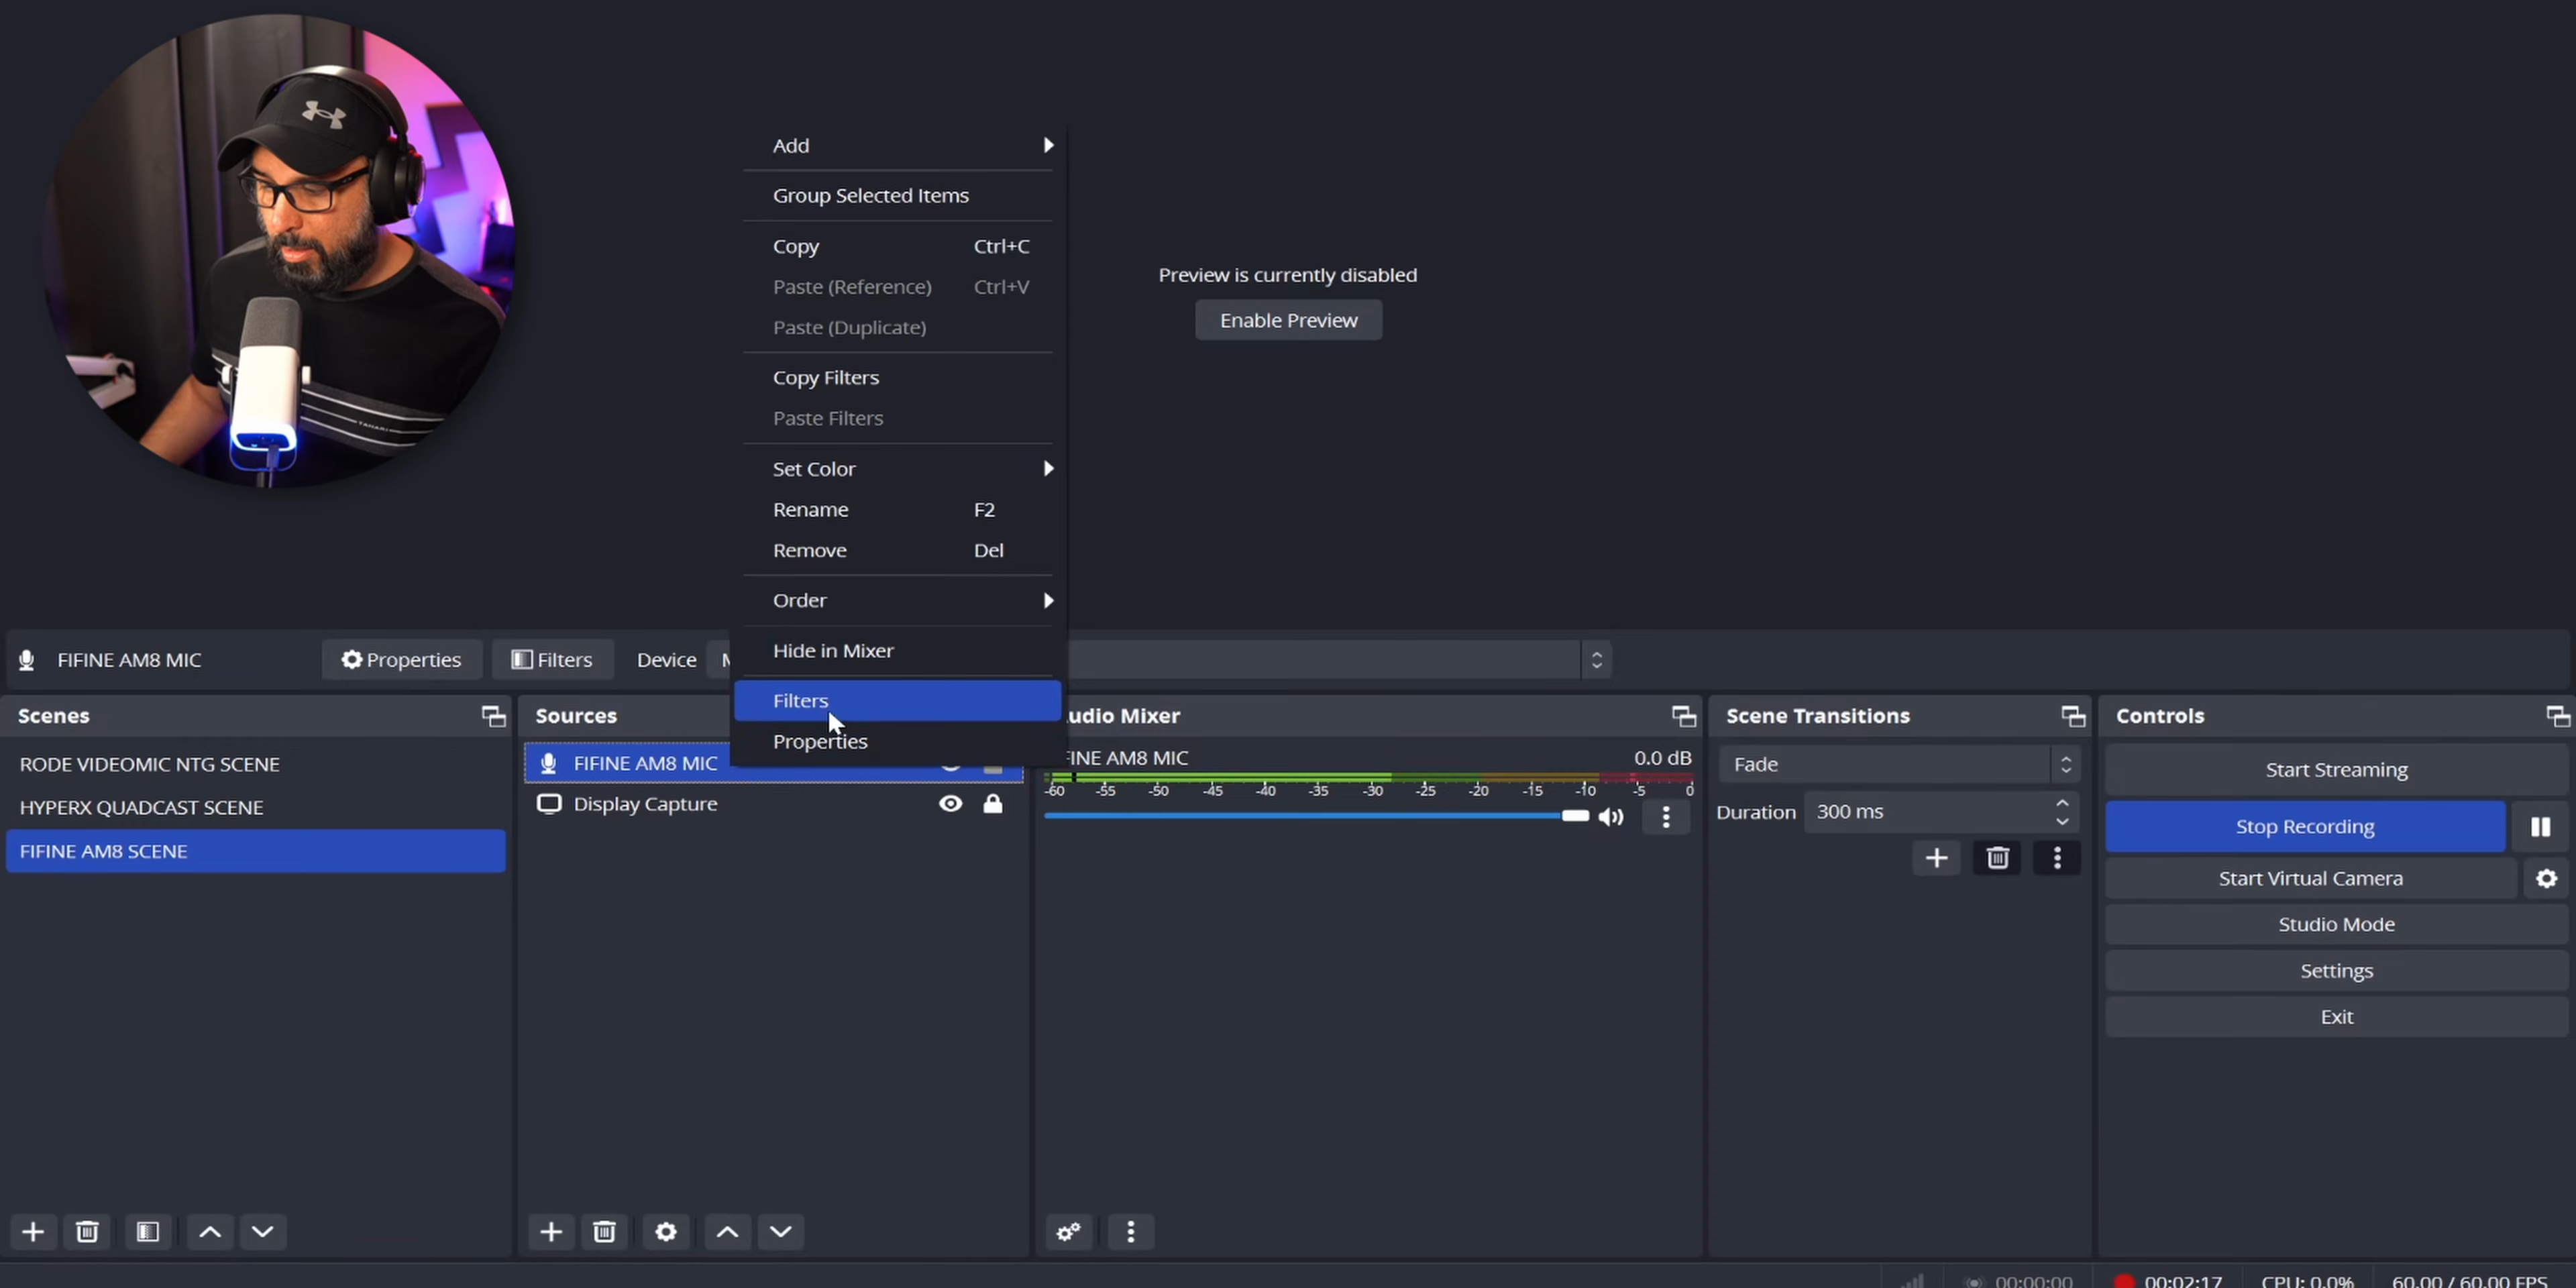 Add
Group Selected Items
Copy Ctrl+C
Paste (Reference) Ctrl+V
Paste (Duplicate)
Copy Filters
Paste Filters
Set Color
Rename F2
Remove Del
Order
Hide in Mixer
Filters
Properties
Preview is currently disabled
Enable Preview
FIFINE AM8 MIC Properties Filters Device
Scenes
RODE VIDEOMIC NTG SCENE
HYPERX QUADCAST SCENE
FIFINE AM8 SCENE
Sources
FIFINE AM8 MIC
Display Capture
udio Mixer
FINE AM8 MIC 0.0 dB
-60 -55 -50 -45 -40 -35 -30 -25 -20 -15 -10 -5 0
Scene Transitions
Fade
Duration 300 ms
Controls
Start Streaming
Stop Recording
Start Virtual Camera
Studio Mode
Settings
Exit
00:00:00 00:02:17 CPU: 0.0% 60.00 / 60.00 FPS